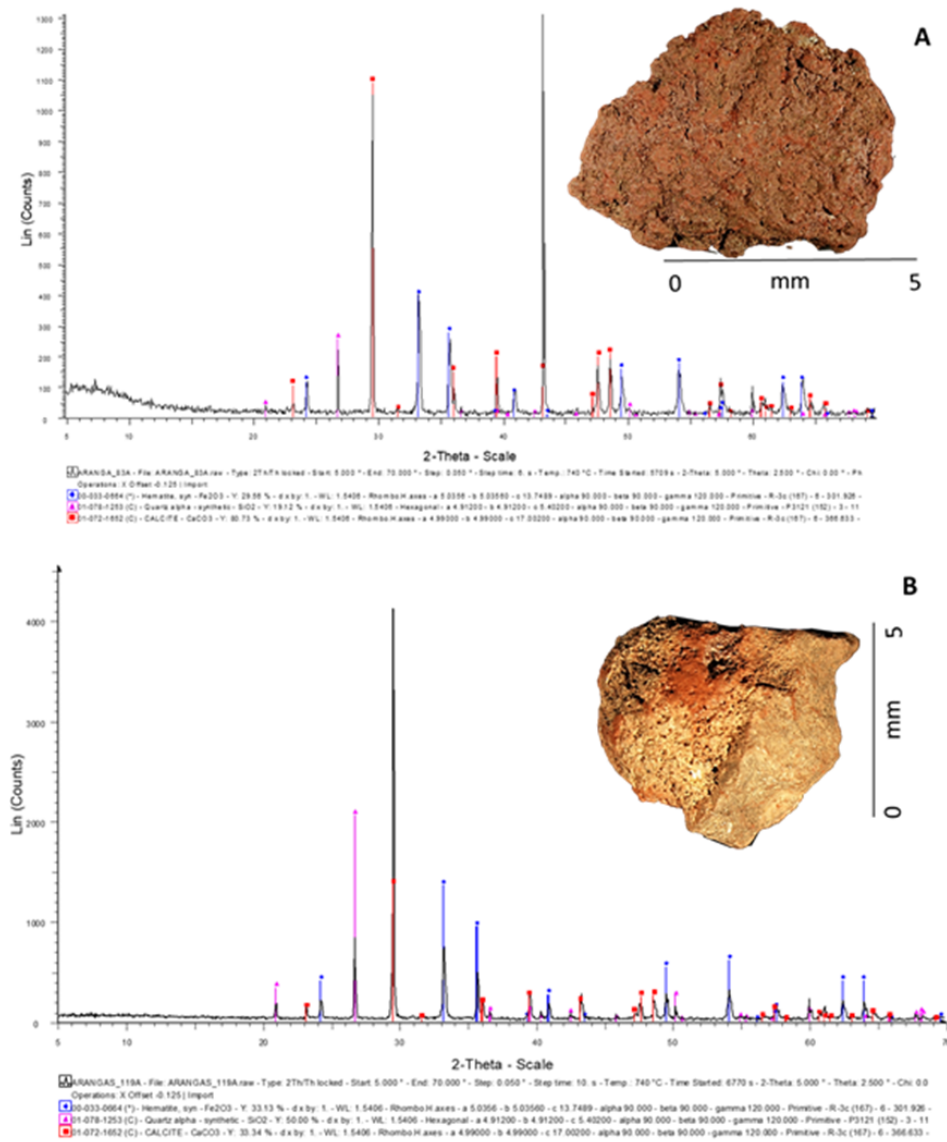 A
Lin (Counts)
1300
1100
1000
900
800
700
600
500
400
300
200
100
0
5
20
30
40
50
60
2-Theta - Scale
0 mm 5
ARANGA_83A - File: ARANGA_83A.raw - Type: 2Th/Th locked - Start: 5.000 ° - End: 70.000 ° - Step: 0.050 ° - Step time: 6. s - Temp.: 740 °C - Time Started: 5709 s - 2-Theta: 5.000 ° - Theta: 2.500 ° - Chi: 0.00 ° - Ph
Operations: X Offset -0.125 | Import
00-033-0664 (*) - Hematite, syn - Fe2O3 - Y: 29.56 % - d x by: 1. - WL: 1.5406 - Rhombo.H.axes - a 5.0356 - b 5.03560 - c 13.7489 - alpha 90.000 - beta 90.000 - gamma 120.000 - Primitive - R-3c (167) - 6 - 301.926 -
01-078-1253 (C) - Quartz alpha - synthetic - SiO2 - Y: 19.12 % - d x by: 1. - WL: 1.5406 - Hexagonal - a 4.91200 - b 4.91200 - c 5.40200 - alpha 90.000 - beta 90.000 - gamma 120.000 - Primitive - P3121 (152) - 3 - 11
01-072-1652 (C) - CALCITE - CaCO3 - Y: 80.73 % - d x by: 1. - WL: 1.5406 - Rhombo.H.axes - a 4.99000 - b 4.99000 - c 17.00200 - alpha 90.000 - beta 90.000 - gamma 120.000 - Primitive - R-3c (167) - 6 - 366.633 -
B
Lin (Counts)
4000
3000
2000
1000
0
5
10
20
30
40
50
60
70
2-Theta - Scale
5
mm
0
ARANGAS_119A - File: ARANGAS_119A.raw - Type: 2Th/Th locked - Start: 5.000 ° - End: 70.000 ° - Step: 0.050 ° - Step time: 10. s - Temp.: 740 °C - Time Started: 6770 s - 2-Theta: 5.000 ° - Theta: 2.500 ° - Chi: 0.0
Operations: X Offset -0.125 | Import
00-033-0664 (*) - Hematite, syn - Fe2O3 - Y: 33.13 % - d x by: 1. - WL: 1.5406 - Rhombo.H.axes - a 5.0356 - b 5.03560 - c 13.7489 - alpha 90.000 - beta 90.000 - gamma 120.000 - Primitive - R-3c (167) - 6 - 301.926 -
01-078-1253 (C) - Quartz alpha - synthetic - SiO2 - Y: 50.00 % - d x by: 1. - WL: 1.5406 - Hexagonal - a 4.91200 - b 4.91200 - c 5.40200 - alpha 90.000 - beta 90.000 - gamma 120.000 - Primitive - P3121 (152) - 3 - 11
01-072-1652 (C) - CALCITE - CaCO3 - Y: 33.34 % - d x by: 1. - WL: 1.5406 - Rhombo.H.axes - a 4.99000 - b 4.99000 - c 17.00200 - alpha 90.000 - beta 90.000 - gamma 120.000 - Primitive - R-3c (167) - 6 - 366.633 -